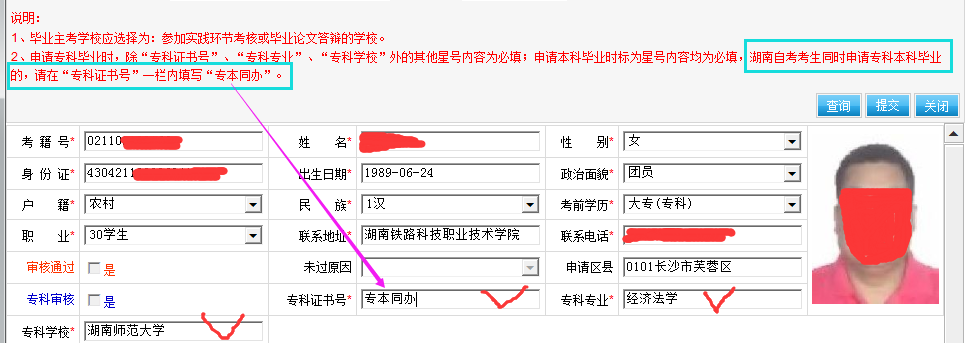 说明：
1、毕业主考学校应选择为：参加实践环节考核或毕业论文答辩的学校。
2、申请专科毕业时，除“专科证书号”、“专科专业”、“专科学校”外的其他星号内容为必填；申请本科毕业时标为星号内容均为必填，湖南自考考生同时申请专科本科毕业
的，请在“专科证书号”一栏内填写“专本同办”。
查询 提交 关闭
考 籍 号* 02110 姓 名* 性 别* 女
身 份 证* 4304211 出生日期* 1989-06-24 政治面貌* 团员
户 籍* 农村 民 族* 1汉 考前学历* 大专(专科)
职 业* 30学生 联系地址* 湖南铁路科技职业技术学院 联系电话*
审核通过 是 未过原因 申请区县 0101长沙市芙蓉区
专科审核 是 专科证书号* 专本同办 专科专业* 经济法学
专科学校* 湖南师范大学